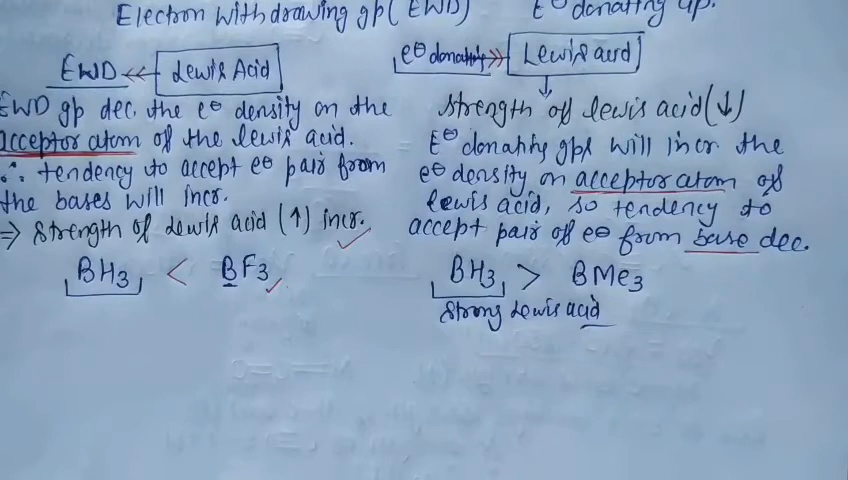 Electron withdrawing gp( EWD)
E⊖ donating gp.
EWD << Lewis Acid
EWD gp dec. the e⊖ density on the
acceptor atom of the lewis acid.
∴ tendency to accept e⊖ pair from
the bases will incr.
⇒ Strength of Lewis acid (↑) incr.
BH3 < BF3
e⊖ donating >> Lewis acid
↓
Strength of lewis acid (↓)
E⊖ donating gps will incr the
e⊖ density on acceptor atom of
lewis acid, so tendency to
accept pair of e⊖ from base dec.
BH3 > BMe3
Strong Lewis acid